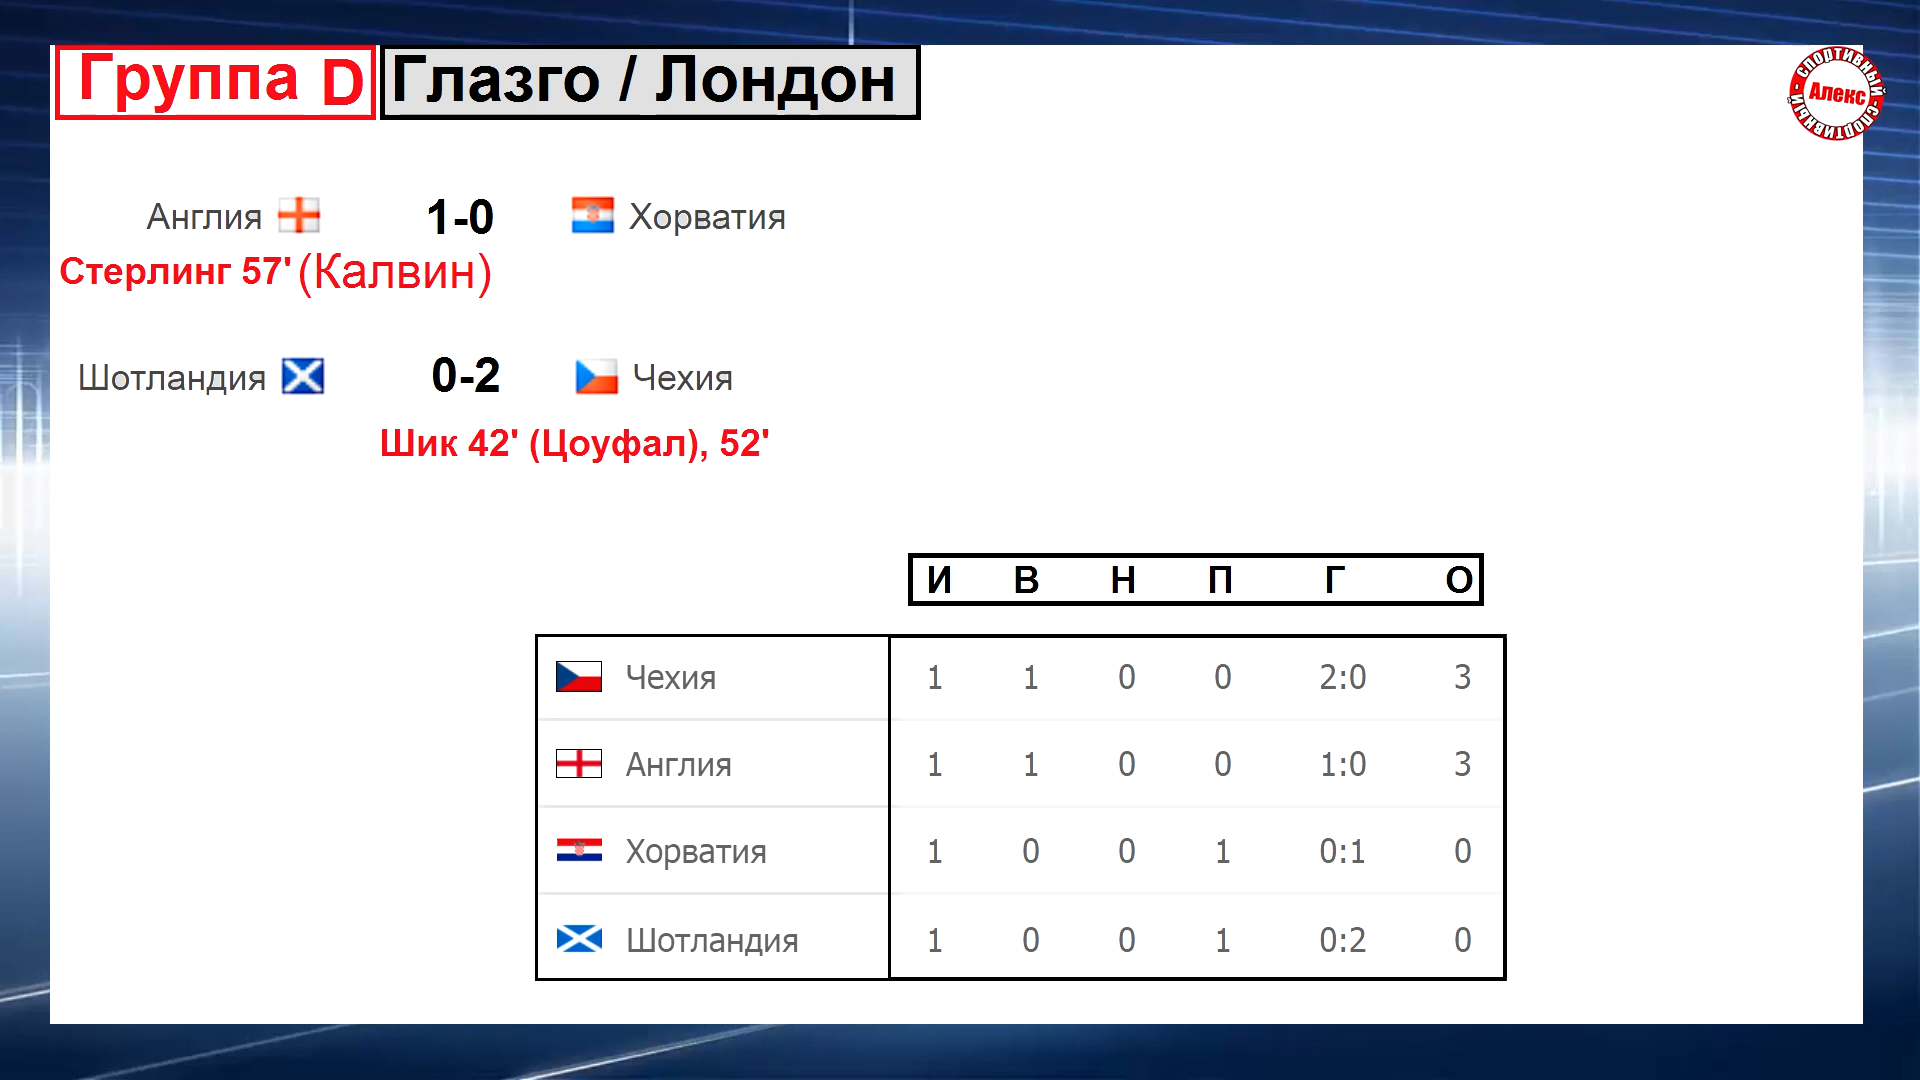 Группа D Глазго / Лондон
СПОРТИВНЫЙ • СПОРТИВНЫЙ •
Алекс
Англия 1-0 Хорватия
Стерлинг 57' (Калвин)
Шотландия 0-2 Чехия
Шик 42' (Цоуфал), 52'
И В Н П Г О
Чехия 1 1 0 0 2:0 3
Англия 1 1 0 0 1:0 3
Хорватия 1 0 0 1 0:1 0
Шотландия 1 0 0 1 0:2 0